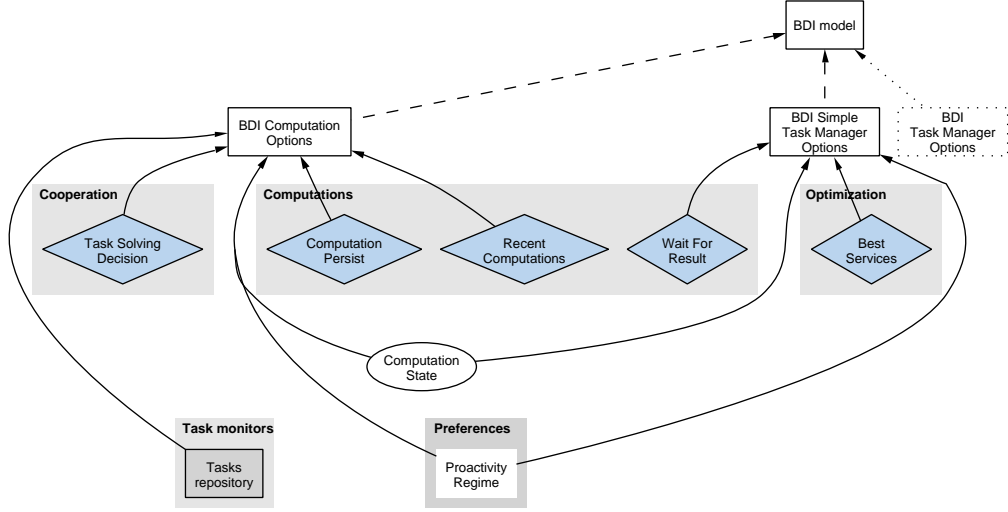 BDI model
BDI Computation
Options
BDI Simple
Task Manager
Options
BDI
Task Manager
Options
Cooperation
Computations
Optimization
Task Solving
Decision
Computation
Persist
Recent
Computations
Wait For
Result
Best
Services
Computation
State
Task monitors
Preferences
Tasks
repository
Proactivity
Regime